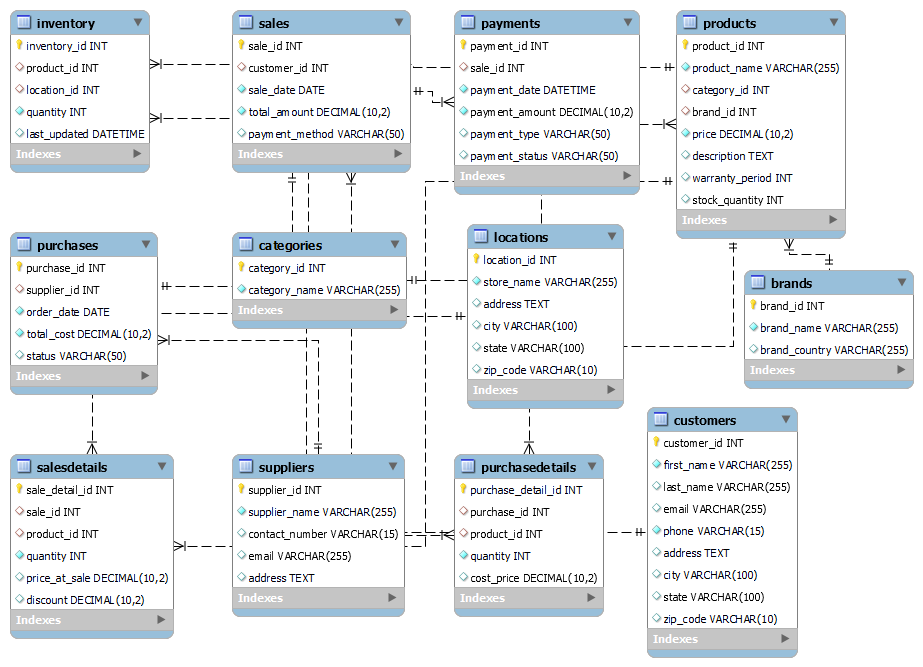 inventory
inventory_id INT
product_id INT
location_id INT
quantity INT
last_updated DATETIME
Indexes
sales
sale_id INT
customer_id INT
sale_date DATE
total_amount DECIMAL(10,2)
payment_method VARCHAR(50)
Indexes
payments
payment_id INT
sale_id INT
payment_date DATETIME
payment_amount DECIMAL(10,2)
payment_type VARCHAR(50)
payment_status VARCHAR(50)
Indexes
products
product_id INT
product_name VARCHAR(255)
category_id INT
brand_id INT
price DECIMAL(10,2)
description TEXT
warranty_period INT
stock_quantity INT
Indexes
purchases
purchase_id INT
supplier_id INT
order_date DATE
total_cost DECIMAL(10,2)
status VARCHAR(50)
Indexes
categories
category_id INT
category_name VARCHAR(255)
Indexes
locations
location_id INT
store_name VARCHAR(255)
address TEXT
city VARCHAR(100)
state VARCHAR(100)
zip_code VARCHAR(10)
Indexes
brands
brand_id INT
brand_name VARCHAR(255)
brand_country VARCHAR(255)
Indexes
salesdetails
sale_detail_id INT
sale_id INT
product_id INT
quantity INT
price_at_sale DECIMAL(10,2)
discount DECIMAL(10,2)
Indexes
suppliers
supplier_id INT
supplier_name VARCHAR(255)
contact_number VARCHAR(15)
email VARCHAR(255)
address TEXT
Indexes
purchasedetails
purchase_detail_id INT
purchase_id INT
product_id INT
quantity INT
cost_price DECIMAL(10,2)
Indexes
customers
customer_id INT
first_name VARCHAR(255)
last_name VARCHAR(255)
email VARCHAR(255)
phone VARCHAR(15)
address TEXT
city VARCHAR(100)
state VARCHAR(100)
zip_code VARCHAR(10)
Indexes